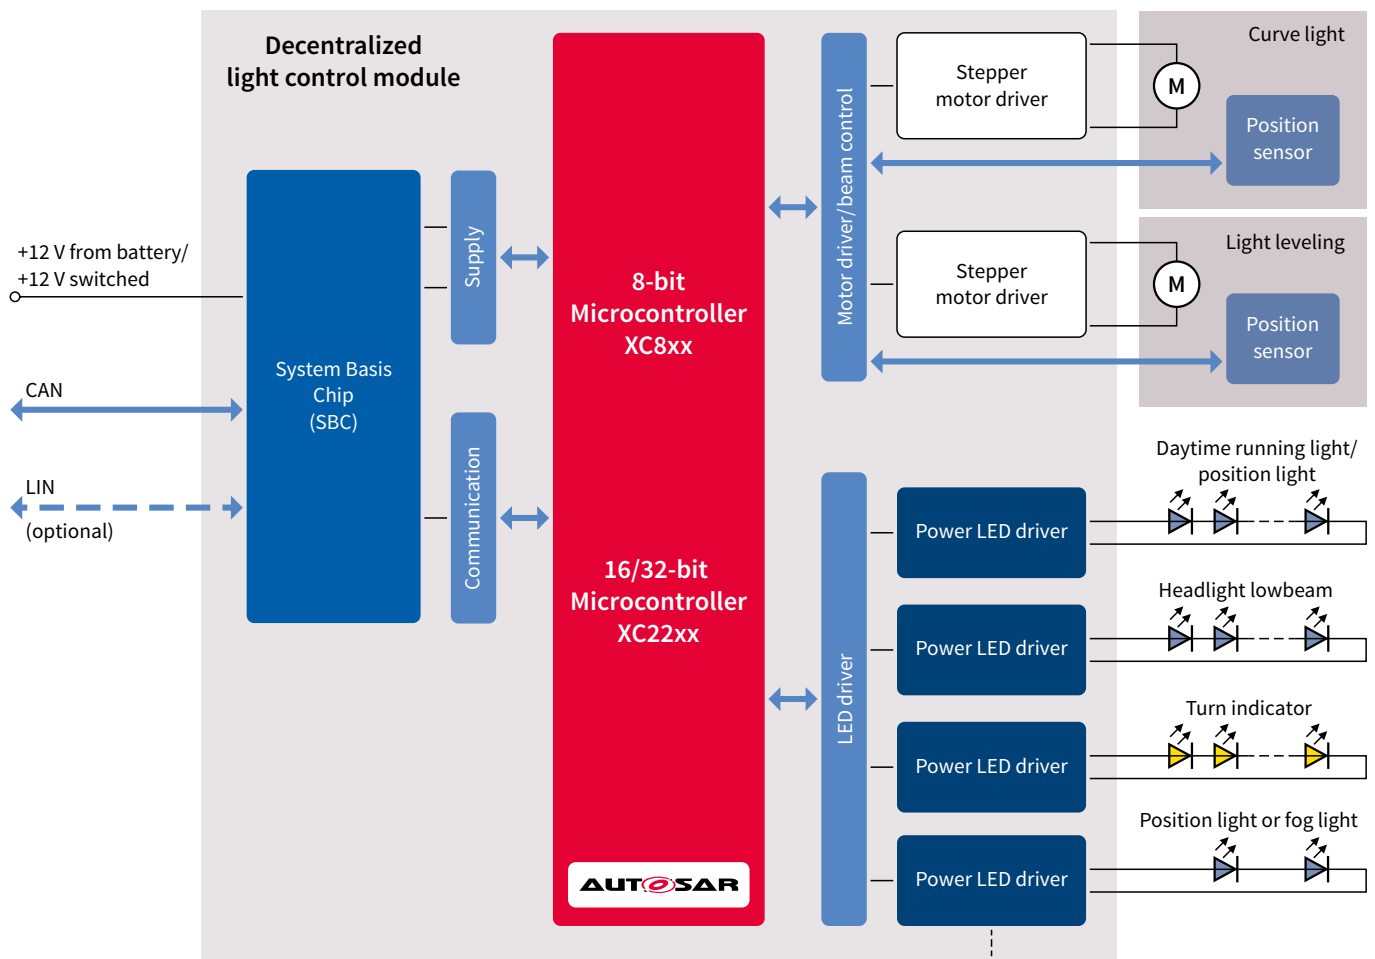 Decentralized
light control module
+12 V from battery/
+12 V switched
CAN
LIN
(optional)
System Basis
Chip
(SBC)
Supply
Communication
8-bit
Microcontroller
XC8xx
16/32-bit
Microcontroller
XC22xx
AUTOSAR
Motor driver/beam control
LED driver
Stepper
motor driver
M
Curve light
Position
sensor
Stepper
motor driver
M
Light leveling
Position
sensor
Power LED driver
Daytime running light/
position light
Power LED driver
Headlight lowbeam
Power LED driver
Turn indicator
Power LED driver
Position light or fog light